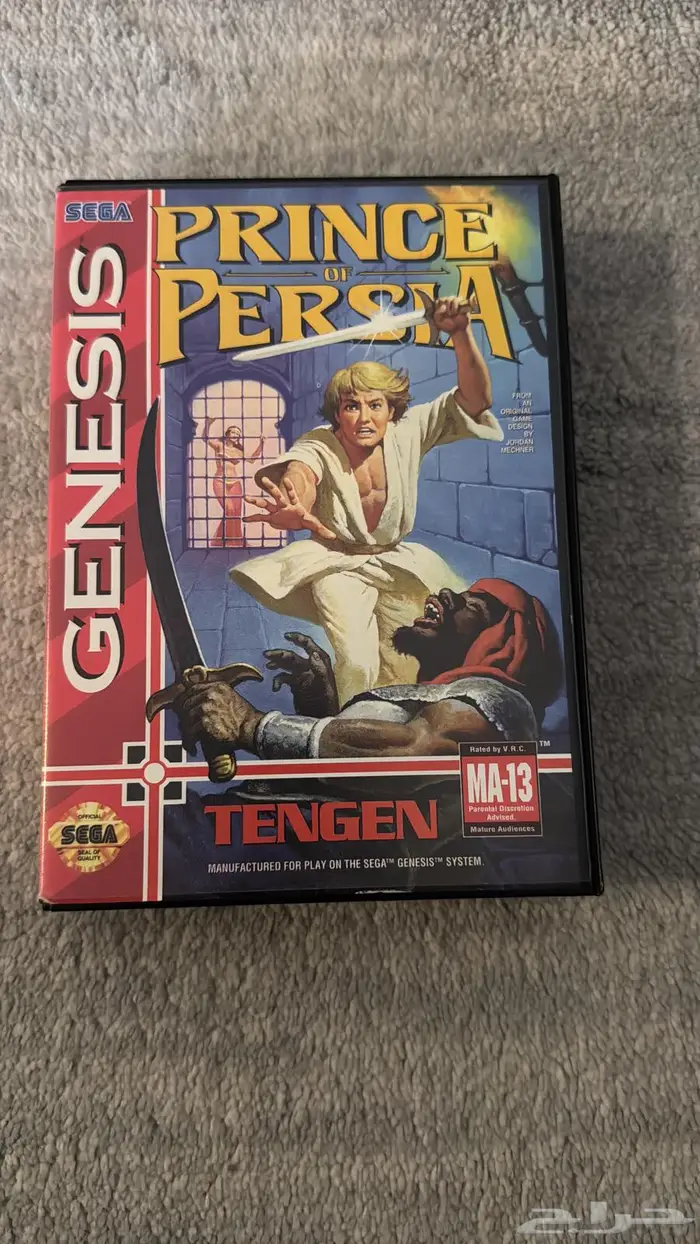 SEGA
GENESIS
PRINCE
OF
PERSIA
FROM
AN
ORIGINAL
GAME
DESIGN
BY
JORDAN
MECHNER
Rated by V.R.C.
TM
MA-13
Parental Discretion
Advised.
Mature Audiences
TENGEN
OFFICIAL
SEGA
SEAL OF
QUALITY
MANUFACTURED FOR PLAY ON THE SEGA™ GENESIS™ SYSTEM.
حراج